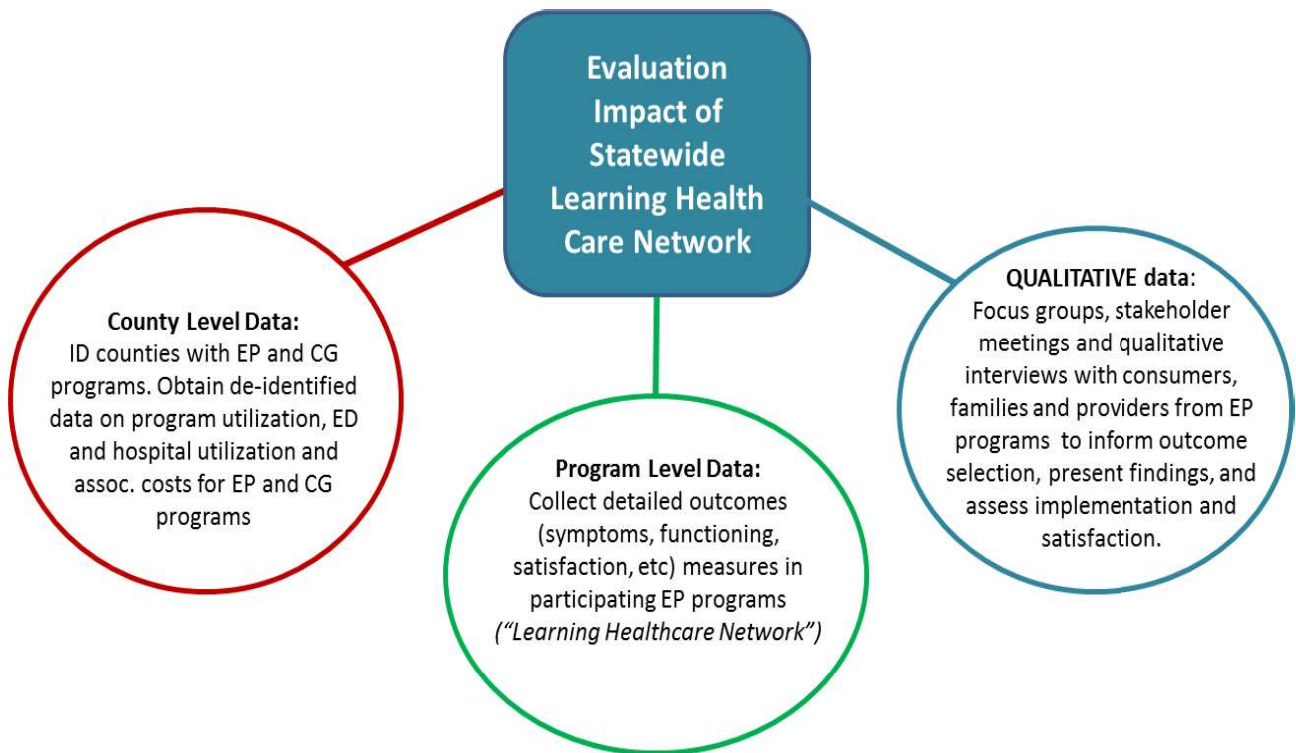 Evaluation
Impact of
Statewide
Learning Health
Care Network
County Level Data:
ID counties with EP and CG
programs. Obtain de-identified
data on program utilization, ED
and hospital utilization and
assoc. costs for EP and CG
programs
Program Level Data:
Collect detailed outcomes
(symptoms, functioning,
satisfaction, etc) measures in
participating EP programs
(“Learning Healthcare Network”)
QUALITATIVE data:
Focus groups, stakeholder
meetings and qualitative
interviews with consumers,
families and providers from EP
programs to inform outcome
selection, present findings, and
assess implementation and
satisfaction.